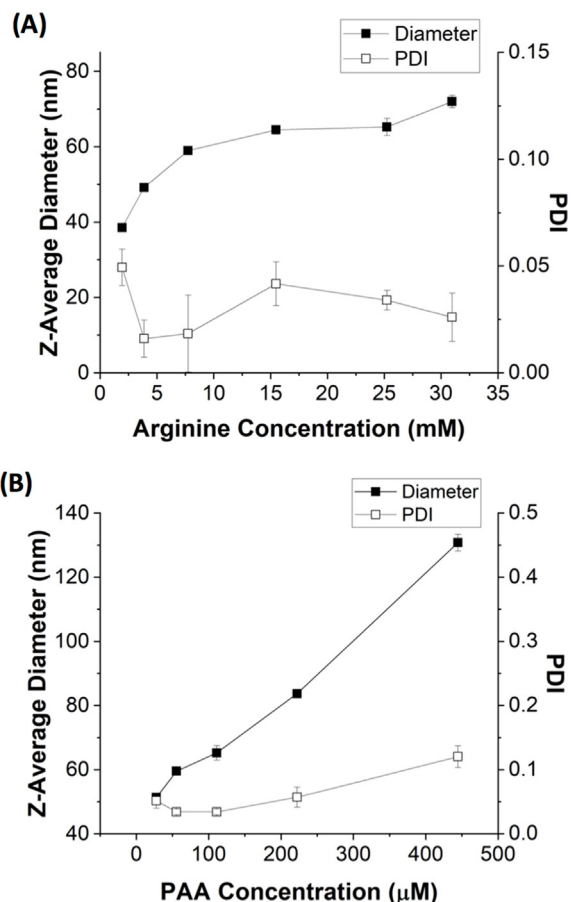 (A)
Diameter
PDI
80
60
40
20
0
0.15
0.10
0.05
0.00
0 5 10 15 20 25 30 35
Z-Average Diameter (nm)
PDI
Arginine Concentration (mM)
(B)
Diameter
PDI
140
120
100
80
60
40
0.5
0.4
0.3
0.2
0.1
0.0
0 100 200 300 400 500
Z-Average Diameter (nm)
PDI
PAA Concentration (μM)